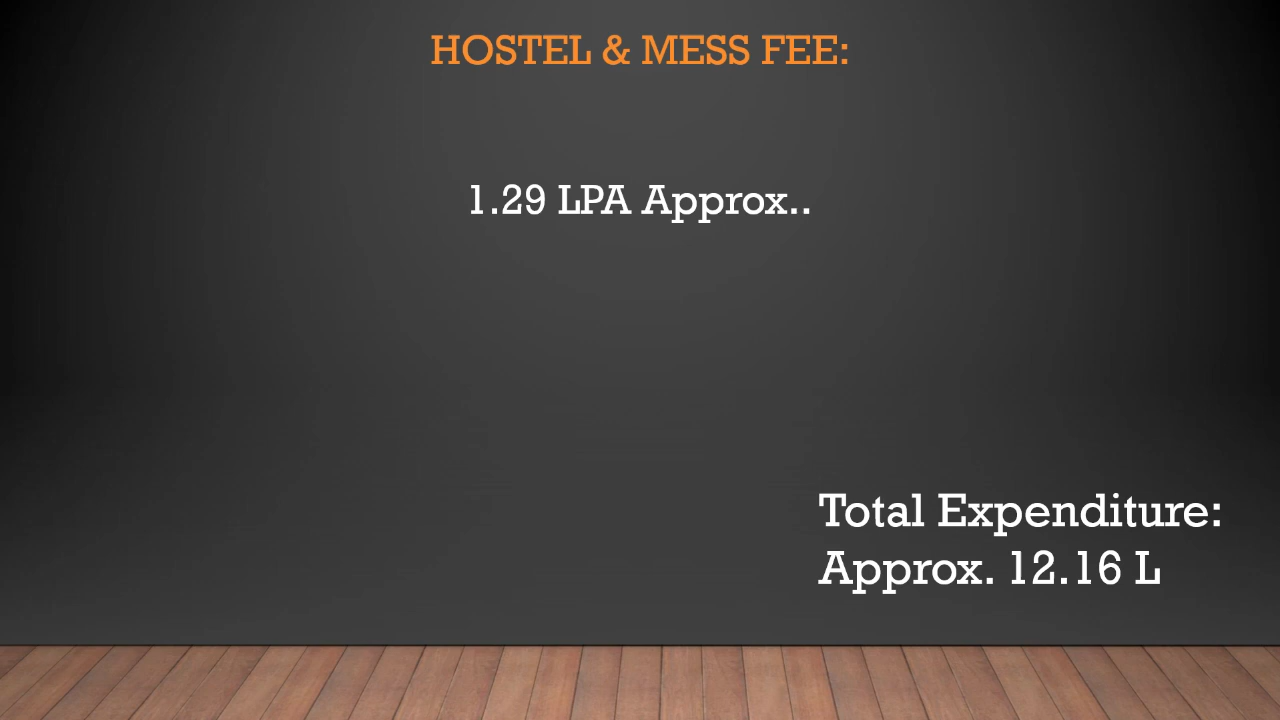 HOSTEL & MESS FEE:
1.29 LPA Approx..
Total Expenditure:
Approx. 12.16 L